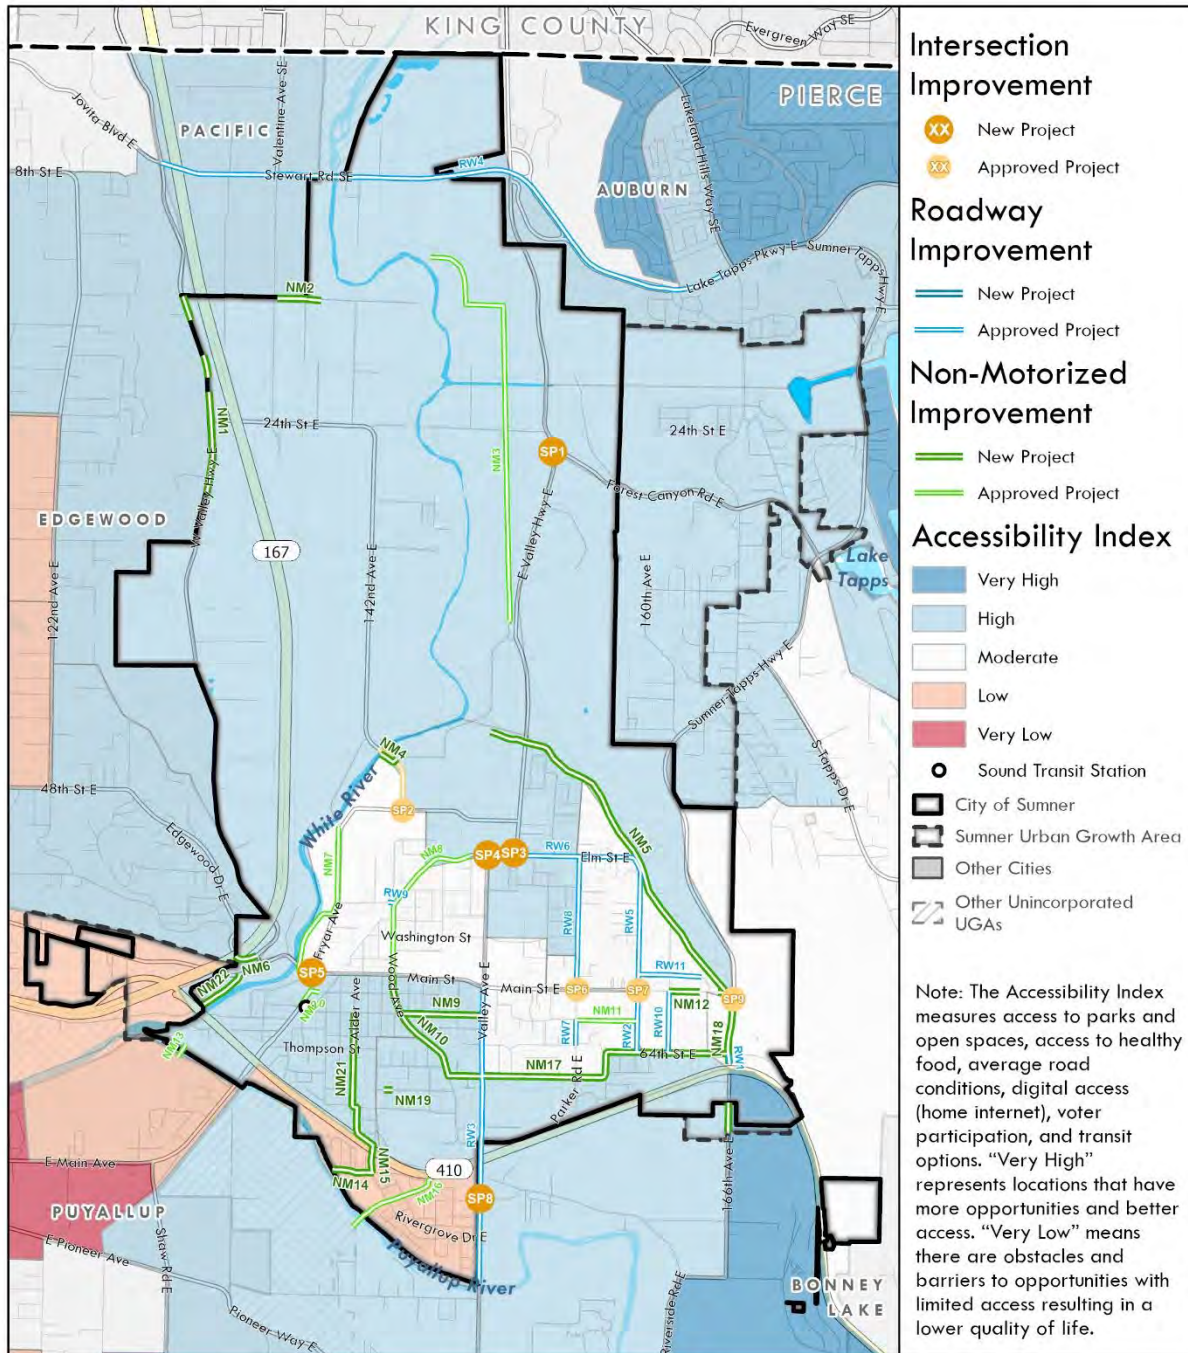 KING COUNTY
Evergreen Way SE
PIERCE
Jovita Blvd E
PACIFIC
Valentine Ave SE
Lakeland Hills Way SE
8th St E
Stewart Rd SE
RW4
AUBURN
Lake Tapps Pkwy E
Sumner Tapps Hwy E
NM2
NM1
24th St E
NM3
SP1
24th St E
Forest Canyon Rd E
EDGEWOOD
W Valley Hwy E
E Valley Hwy E
167
Lake
Tapps
122nd Ave E
142nd Ave E
160th Ave E
Sumner-Tapps Hwy E
S Tapps Dr E
NM4
48th St E
White River
SP2
Edgewood Dr E
NM7
NM8
SP4
SP3
RW6
Elm St E
NM5
RW9
RW8
RW5
Fryar Ave
Washington St
RW11
NM22
NM6
SP5
Main St
Wood Ave
Valley Ave E
Main St E
SP6
SP7
NM12
SP9
NM20
Alder Ave
NM9
NM10
NM11
RW7
RW2
RW10
NM18
NM13
Thompson St
64th St E
RW1
NM21
NM17
Parker Rd E
NM19
RW3
166th Ave E
E Main Ave
NM14
NM15
410
NM16
SP8
PUYALLUP
Rivergrove Dr E
Shaw Rd E
E Pioneer Ave
Puyallup River
Pioneer Way E
Riverside Rd E
BONNEY
LAKE
Intersection
Improvement
XX New Project
XX Approved Project
Roadway
Improvement
New Project
Approved Project
Non-Motorized
Improvement
New Project
Approved Project
Accessibility Index
Very High
High
Moderate
Low
Very Low
Sound Transit Station
City of Sumner
Sumner Urban Growth Area
Other Cities
Other Unincorporated
UGAs
Note: The Accessibility Index
measures access to parks and
open spaces, access to healthy
food, average road
conditions, digital access
(home internet), voter
participation, and transit
options. “Very High”
represents locations that have
more opportunities and better
access. “Very Low” means
there are obstacles and
barriers to opportunities with
limited access resulting in a
lower quality of life.